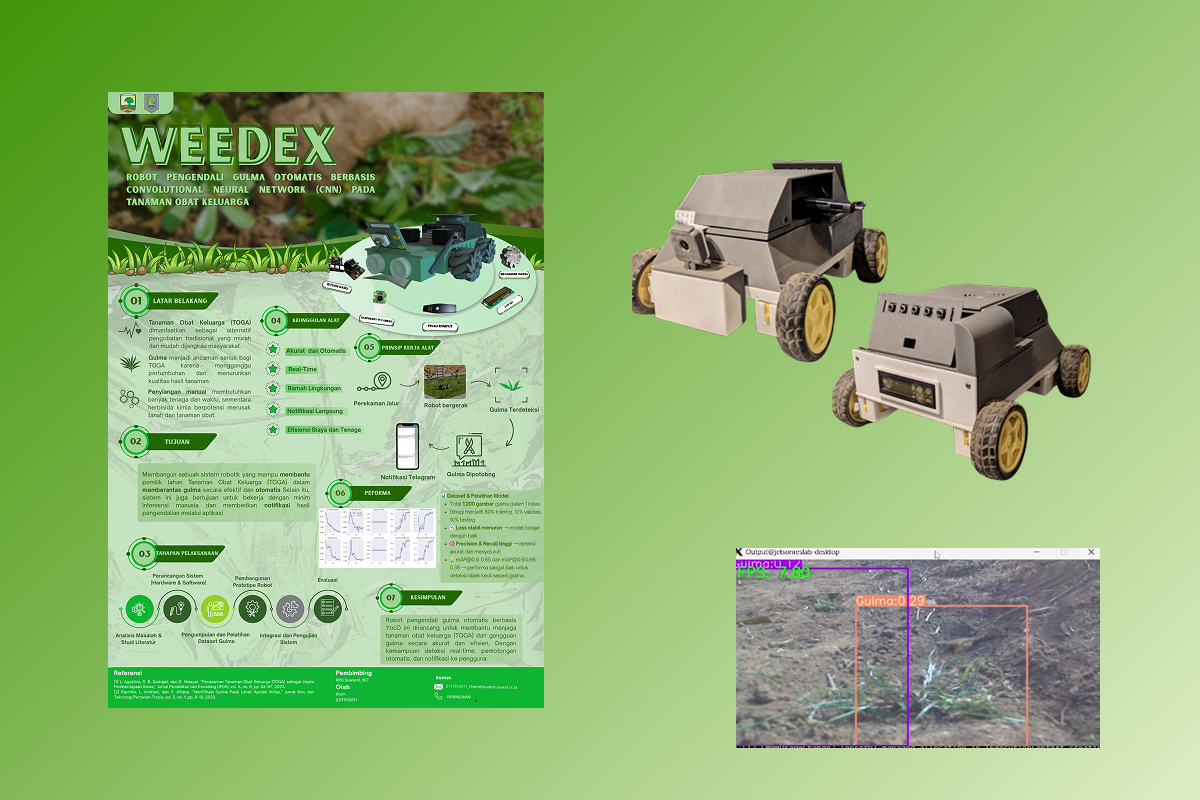 WEEDEX
ROBOT PENGENDALI GULMA OTOMATIS BERBASIS
CONVOLUTIONAL NEURAL NETWORK (CNN) PADA
TANAMAN OBAT KELUARGA
01 LATAR BELAKANG
Tanaman Obat Keluarga (TOGA)
dimanfaatkan sebagai alternatif
pengobatan tradisional yang murah
dan mudah dijangkau masyarakat.
Gulma menjadi ancaman serius bagi
TOGA karena mengganggu
pertumbuhan dan menurunkan
kualitas hasil tanaman
Penyiangan manual membutuhkan
banyak tenaga dan waktu, sementara
herbisida kimia berpotensi merusak
tanah dan tanaman obat.
02 TUJUAN
Membangun sebuah sistem robotik yang mampu membantu
pemilik lahan Tanaman Obat Keluarga (TOGA) dalam
memberantas gulma secara efektif dan otomatis Selain itu,
sistem ini juga bertujuan untuk bekerja dengan minim
intervensi manusia dan memberikan notifikasi hasil
pengendalian melalui aplikasi
03 TAHAPAN PELAKSANAAN
Perancangan Sistem
(Hardware & Software)
Pembangunan
Prototipe Robot
Evaluasi
Analisis Masalah &
Studi Literatur
Pengumpulan dan Pelatihan
Dataset Gulma
Integrasi dan Pengujian
Sistem
04 KEUNGGULAN ALAT
Akurat dan Otomatis
Real-Time
Ramah Lingkungan
Notifikasi Langsung
Efisiensi Biaya dan Tenaga
PISAU RUMPUT
05 PRINSIP KERJA ALAT
Perekaman Jalur
Robot bergerak
Gulma Terdeteksi
Notifikasi Telegram
Gulma Dipotobng
06 PEFORMA
Dataset & Pelatihan Model
Total 1.200 gambar gulma dalam 1 kelas
Dibagi menjadi 80% training, 10% validasi,
10% testing
Loss stabil menurun → model belajar
dengan baik
Precision & Recall tinggi → deteksi
akurat dan menyeluruh
mAP@0.5: 0.65 dan mAP@0.5:0.95:
0.35 → performa sangat baik untuk
deteksi objek kecil seperti gulma
07 KESIMPULAN
Robot pengendali gulma otomatis berbasis
YoLO ini dirancang untuk membantu menjaga
tanaman obat keluarga (TOGA) dari gangguan
gulma secara akurat dan efisien. Dengan
kemampuan deteksi real-time, pemotongan
otomatis, dan notifikasi ke pengguna
Referensi
Pembimbing
Oleh
Ilham
Kontak
Output@jetsonreslab-desktop
Gulma:0.12
FPS: 7.60
Gulma:0.29